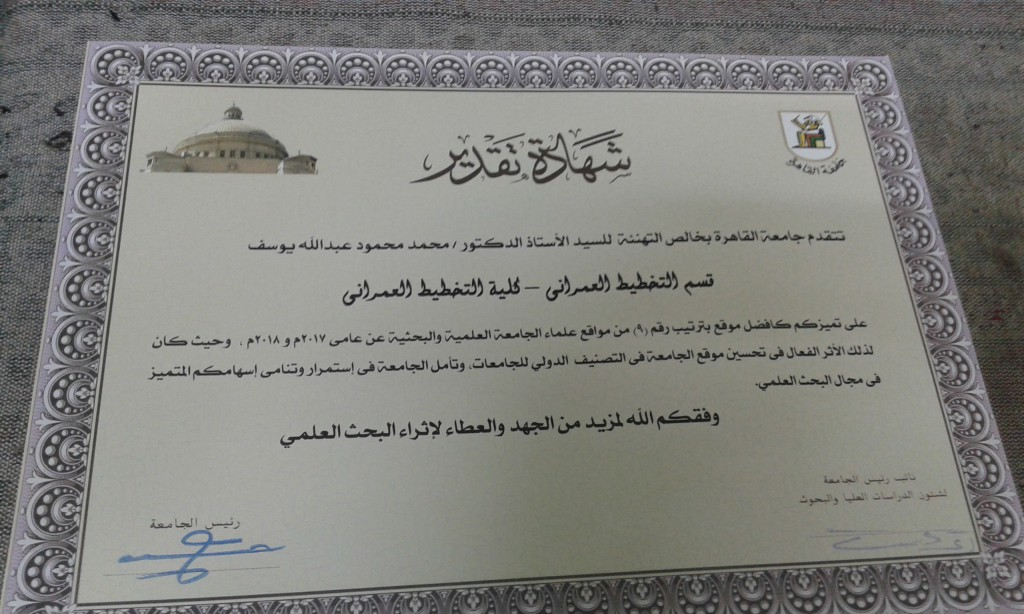 شهادة تقدير
جامعة القاهرة
تتقدم جامعة القاهرة بخالص التهنئة للسيد الأستاذ الدكتور / محمد محمود عبدالله يوسف
قسم التخطيط العمرانى – كلية التخطيط العمرانى
على تميزكم كافضل موقع بترتيب رقم (٩) من مواقع علماء الجامعة العلمية والبحثية عن عامى ٢٠١٧م و ٢٠١٨م ، وحيث كان
لذلك الأثر الفعال فى تحسين موقع الجامعة فى التصنيف الدولي للجامعات، وتأمل الجامعة فى إستمرار وتنامى إسهامكم المتميز
فى مجال البحث العلمي.
وفقكم الله لمزيد من الجهد والعطاء لإثراء البحث العلمي
نائب رئيس الجامعة
لشئون الدراسات العليا والبحوث
رئيس الجامعة